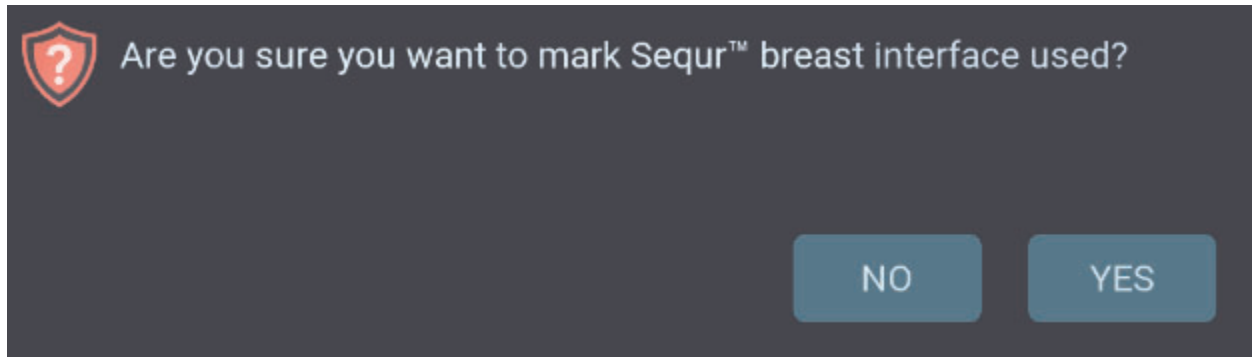 Are you sure you want to mark Sequr™ breast interface used?
NO
YES